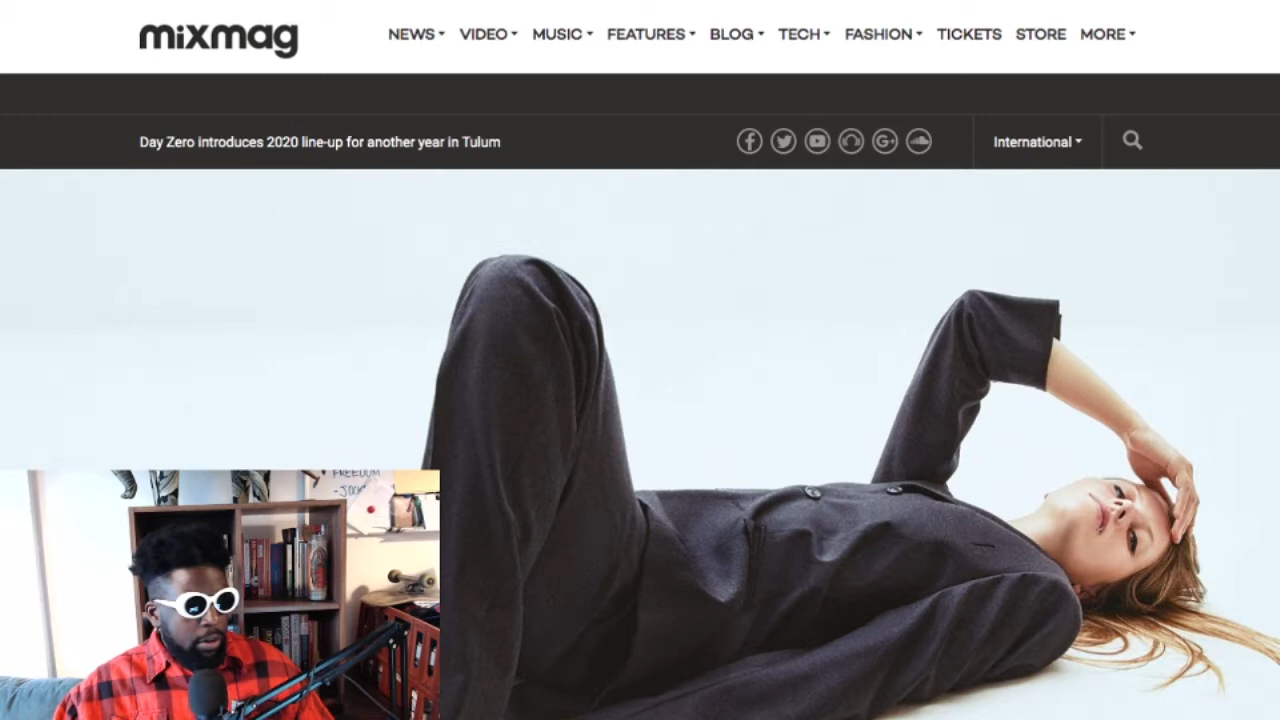 mixmag
NEWS VIDEO MUSIC FEATURES BLOG TECH FASHION TICKETS STORE MORE
Day Zero introduces 2020 line-up for another year in Tulum
International
FREEDOM